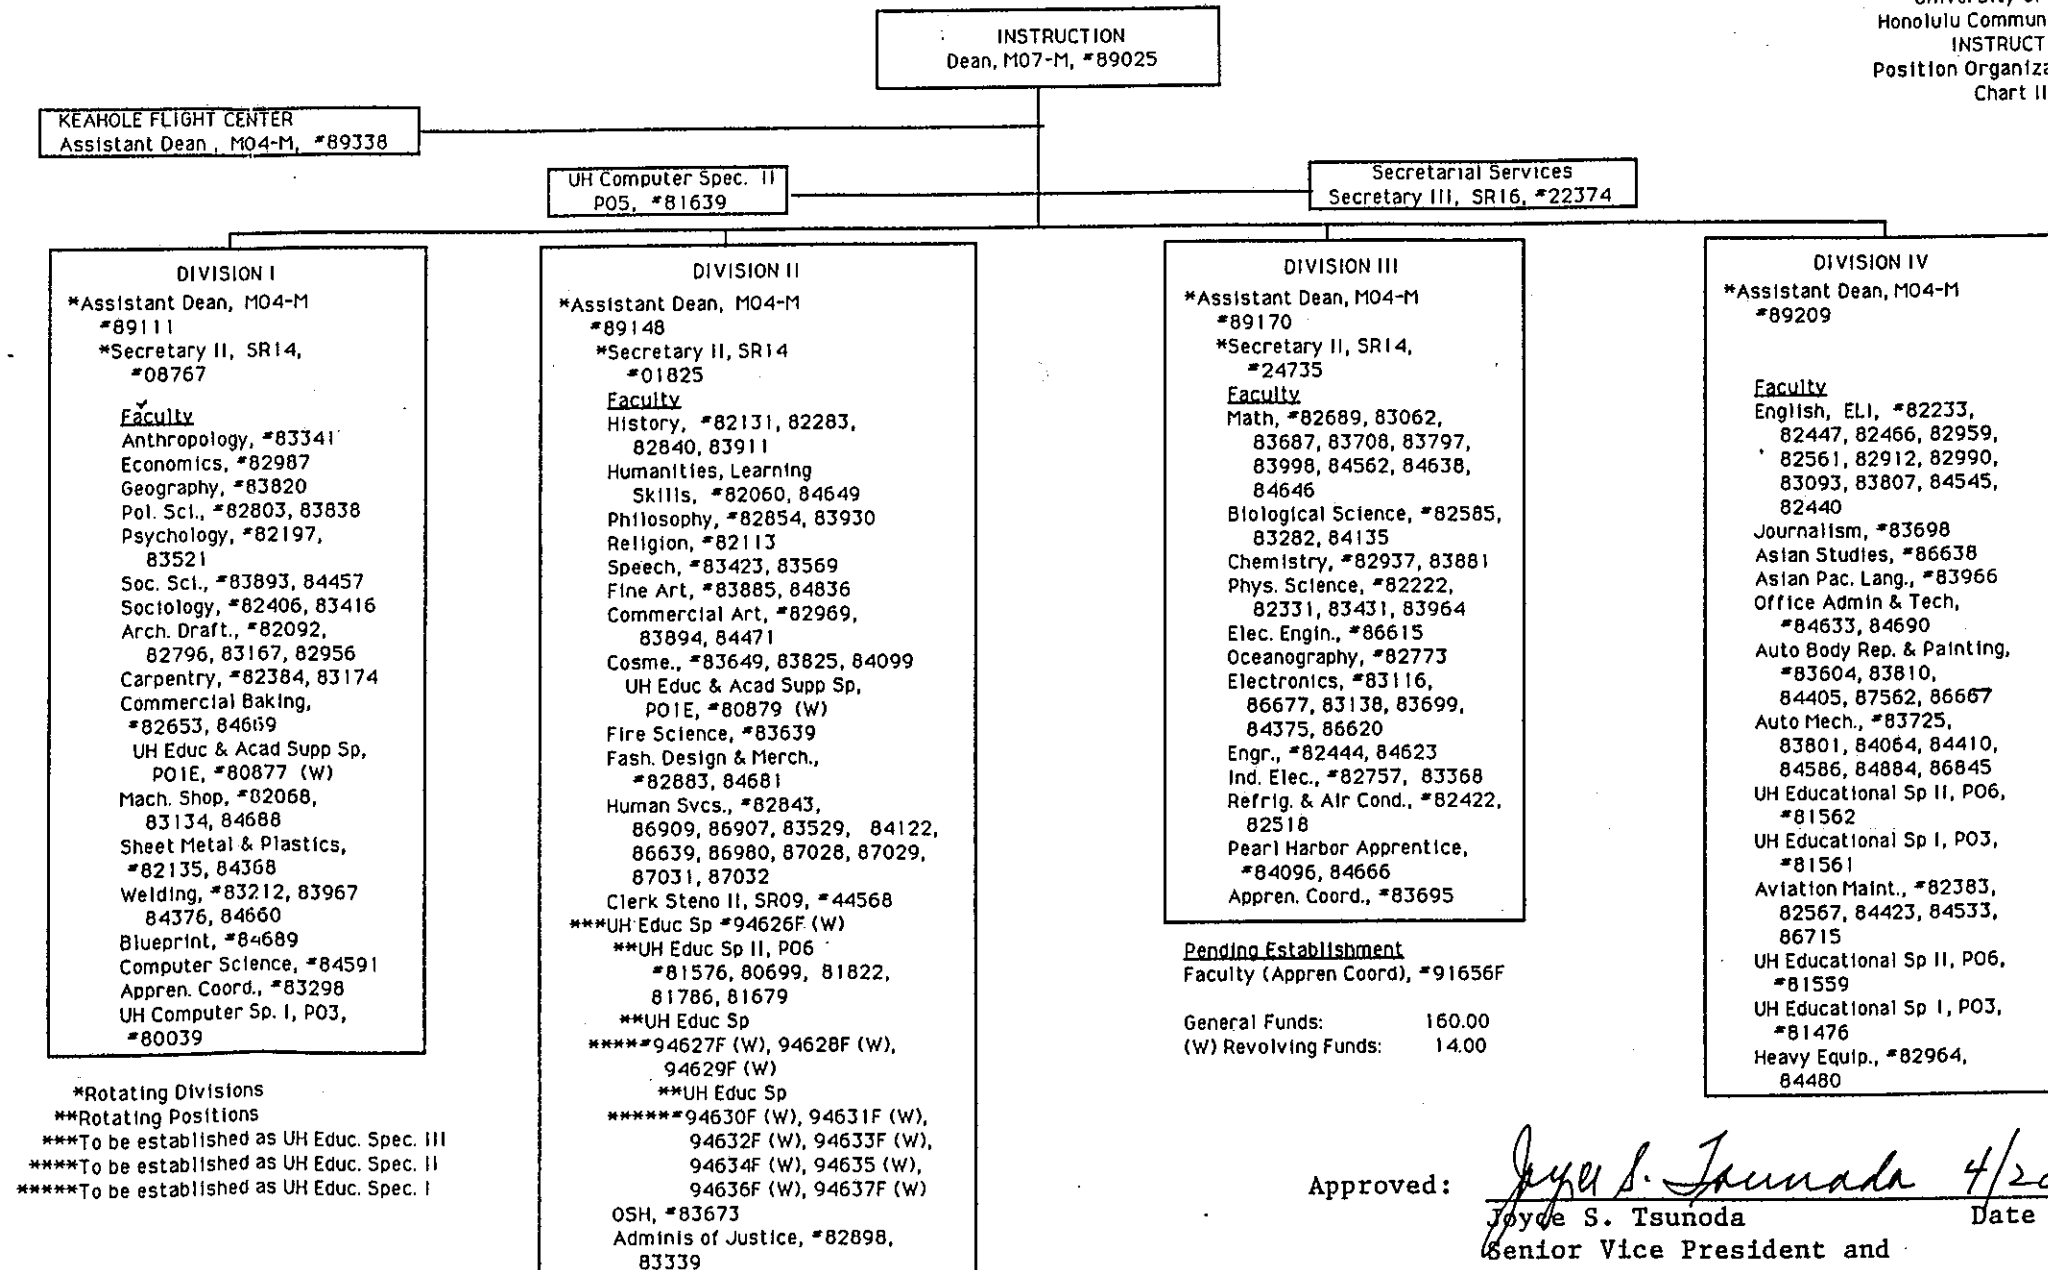 University of
Honolulu Commun
INSTRUCT
Position Organiza
Chart II
INSTRUCTION
Dean, M07-M, #89025
KEAHOLE FLIGHT CENTER
Assistant Dean, M04-M, #89338
UH Computer Spec. II
P05, #81639
Secretarial Services
Secretary III, SR16, #22374
DIVISION I
*Assistant Dean, M04-M
#89111
*Secretary II, SR14,
#08767
Faculty
Anthropology, #83341
Economics, #82987
Geography, #83820
Pol. Sci., #82803, 83838
Psychology, #82197,
83521
Soc. Sci., #83893, 84457
Sociology, #82406, 83416
Arch. Draft., #82092,
82796, 83167, 82956
Carpentry, #82384, 83174
Commercial Baking,
#82653, 84669
UH Educ & Acad Supp Sp,
P01E, #80877 (W)
Mach. Shop, #82068,
83134, 84688
Sheet Metal & Plastics,
#82135, 84368
Welding, #83212, 83967
84376, 84660
Blueprint, #84689
Computer Science, #84591
Appren. Coord., #83298
UH Computer Sp. I, P03,
#80039
*Rotating Divisions
**Rotating Positions
***To be established as UH Educ. Spec. III
****To be established as UH Educ. Spec. II
*****To be established as UH Educ. Spec. I
DIVISION II
*Assistant Dean, M04-M
#89148
*Secretary II, SR14
#01825
Faculty
History, #82131, 82283,
82840, 83911
Humanities, Learning
Skills, #82060, 84649
Philosophy, #82854, 83930
Religion, #82113
Speech, #83423, 83569
Fine Art, #83885, 84836
Commercial Art, #82969,
83894, 84471
Cosme., #83649, 83825, 84099
UH Educ & Acad Supp Sp,
P01E, #80879 (W)
Fire Science, #83639
Fash. Design & Merch.,
#82883, 84681
Human Svcs., #82843,
86909, 86907, 83529, 84122,
86639, 86980, 87028, 87029,
87031, 87032
Clerk Steno II, SR09, #44568
***UH Educ Sp #94626F (W)
**UH Educ Sp II, P06
#81576, 80699, 81822,
81786, 81679
**UH Educ Sp
****#94627F (W), 94628F (W),
94629F (W)
**UH Educ Sp
*****#94630F (W), 94631F (W),
94632F (W), 94633F (W),
94634F (W), 94635 (W),
94636F (W), 94637F (W)
OSH, #83673
Adminis of Justice, #82898,
83339
DIVISION III
*Assistant Dean, M04-M
#89170
*Secretary II, SR14,
#24735
Faculty
Math, #82689, 83062,
83687, 83708, 83797,
83998, 84562, 84638,
84646
Biological Science, #82585,
83282, 84135
Chemistry, #82937, 83881
Phys. Science, #82222,
82331, 83431, 83964
Elec. Engin., #86615
Oceanography, #82773
Electronics, #83116,
86677, 83138, 83699,
84375, 86620
Engr., #82444, 84623
Ind. Elec., #82757, 83368
Refrig. & Air Cond., #82422,
82518
Pearl Harbor Apprentice,
#84096, 84666
Appren. Coord., #83695
Pending Establishment
Faculty (Appren Coord), #91656F
General Funds: 160.00
(W) Revolving Funds: 14.00
DIVISION IV
*Assistant Dean, M04-M
#89209
Faculty
English, ELI, #82233,
82447, 82466, 82959,
82561, 82912, 82990,
83093, 83807, 84545,
82440
Journalism, #83698
Asian Studies, #86638
Asian Pac. Lang., #83966
Office Admin & Tech,
#84633, 84690
Auto Body Rep. & Painting,
#83604, 83810,
84405, 87562, 86667
Auto Mech., #83725,
83801, 84064, 84410,
84586, 84884, 86845
UH Educational Sp II, P06,
#81562
UH Educational Sp I, P03,
#81561
Aviation Maint., #82383,
82567, 84423, 84533,
86715
UH Educational Sp II, P06,
#81559
UH Educational Sp I, P03,
#81476
Heavy Equip., #82964,
84480
Approved: Joyce S. Tsunoda 4/20
Joyce S. Tsunoda Date
Senior Vice President and